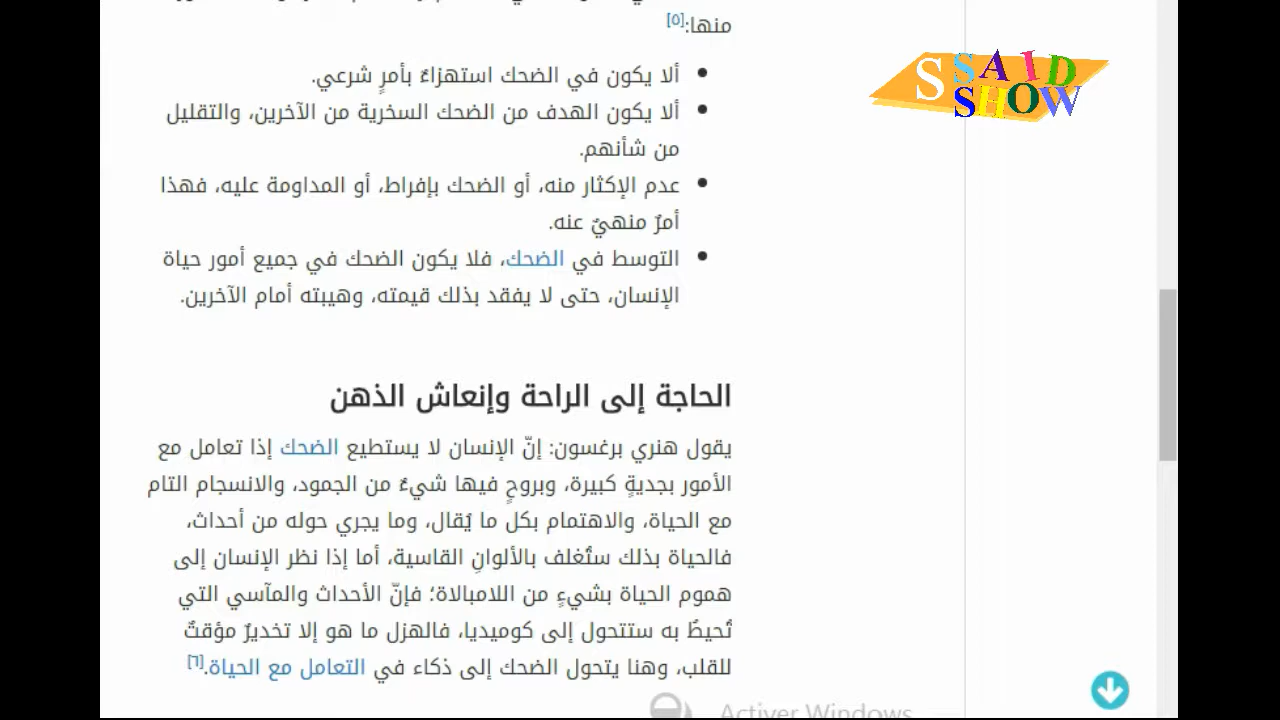 منها:[٥]
ألا يكون في الضحك استهزاءٌ بأمرٍ شرعي.
ألا يكون الهدف من الضحك السخرية من الآخرين، والتقليل
من شأنهم.
عدم الإكثار منه، أو الضحك بإفراط، أو المداومة عليه، فهذا
أمرٌ منهيٌ عنه.
التوسط في الضحك، فلا يكون الضحك في جميع أمور حياة
الإنسان، حتى لا يفقد بذلك قيمته، وهيبته أمام الآخرين.
الحاجة إلى الراحة وإنعاش الذهن
يقول هنري برغسون: إنّ الإنسان لا يستطيع الضحك إذا تعامل مع
الأمور بجديةٍ كبيرة، وبروحٍ فيها شيءٌ من الجمود، والانسجام التام
مع الحياة، والاهتمام بكل ما يُقال، وما يجري حوله من أحداث،
فالحياة بذلك ستُغلف بالألوانِ القاسية، أما إذا نظر الإنسان إلى
هموم الحياة بشيءٍ من اللامبالاة؛ فإنّ الأحداث والمآسي التي
تُحيطُ به ستتحول إلى كوميديا، فالهزل ما هو إلا تخديرٌ مؤقتٌ
للقلب، وهنا يتحول الضحك إلى ذكاء في التعامل مع الحياة.[٦]
S SAID
SHOW
Activer Windows